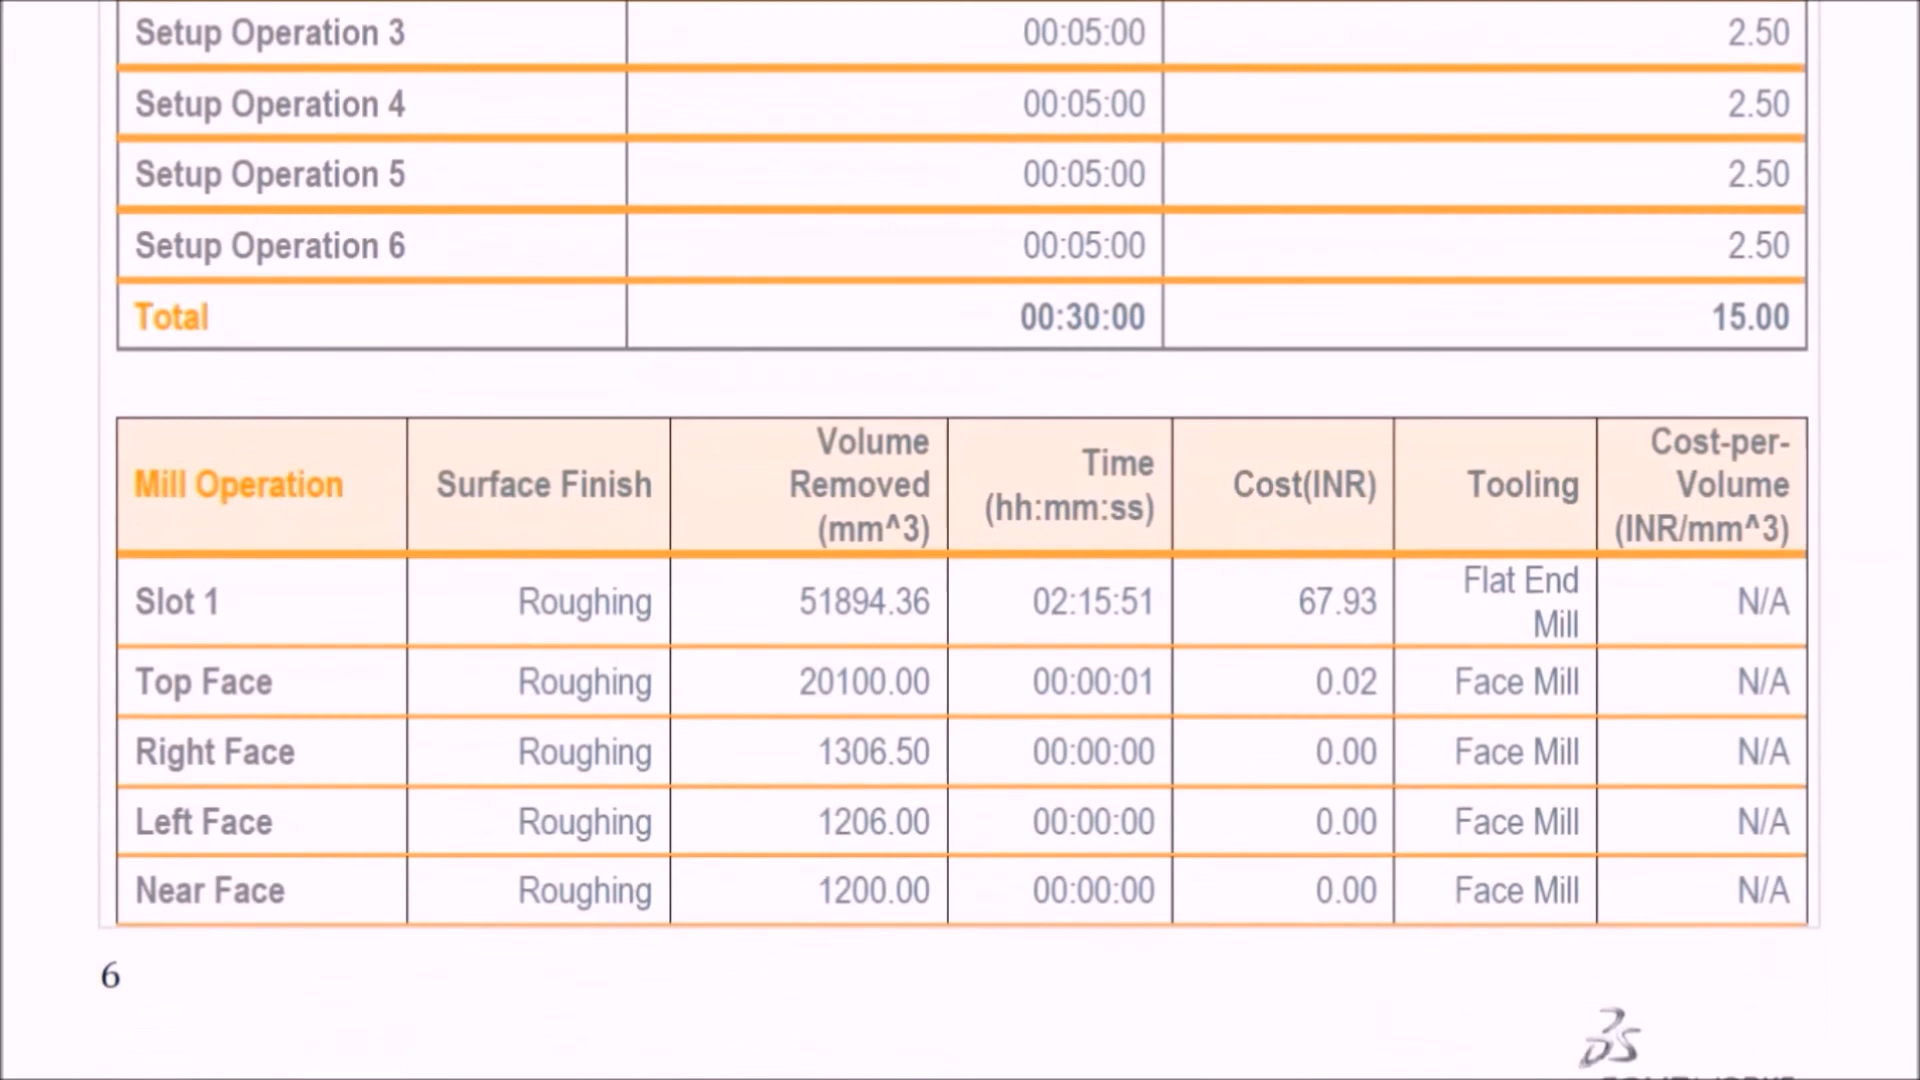 Setup Operation 3 00:05:00 2.50
Setup Operation 4 00:05:00 2.50
Setup Operation 5 00:05:00 2.50
Setup Operation 6 00:05:00 2.50
Total 00:30:00 15.00
Mill Operation Surface Finish Volume Removed (mm^3) Time (hh:mm:ss) Cost(INR) Tooling Cost-per-Volume (INR/mm^3)
Slot 1 Roughing 51894.36 02:15:51 67.93 Flat End Mill N/A
Top Face Roughing 20100.00 00:00:01 0.02 Face Mill N/A
Right Face Roughing 1306.50 00:00:00 0.00 Face Mill N/A
Left Face Roughing 1206.00 00:00:00 0.00 Face Mill N/A
Near Face Roughing 1200.00 00:00:00 0.00 Face Mill N/A
6